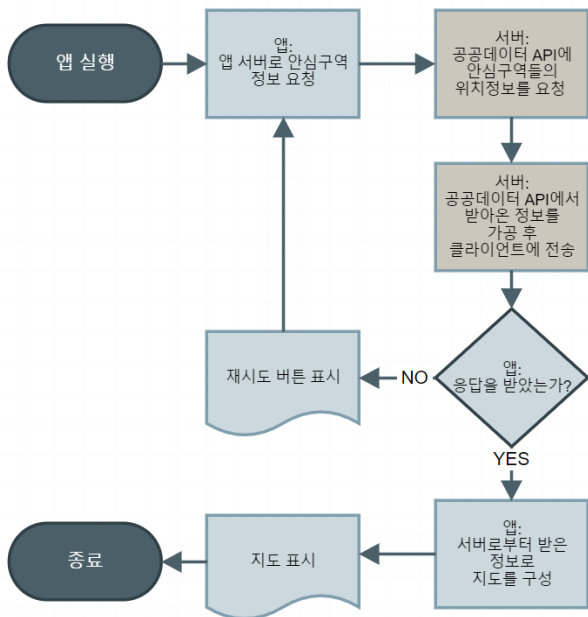 앱 실행
앱:
앱 서버로 안심구역
정보 요청
서버:
공공데이터 API에
안심구역들의
위치정보를 요청
서버:
공공데이터 API에서
받아온 정보를
가공 후
클라이언트에 전송
앱:
응답을 받았는가?
NO
재시도 버튼 표시
YES
앱:
서버로부터 받은
정보로
지도를 구성
지도 표시
종료